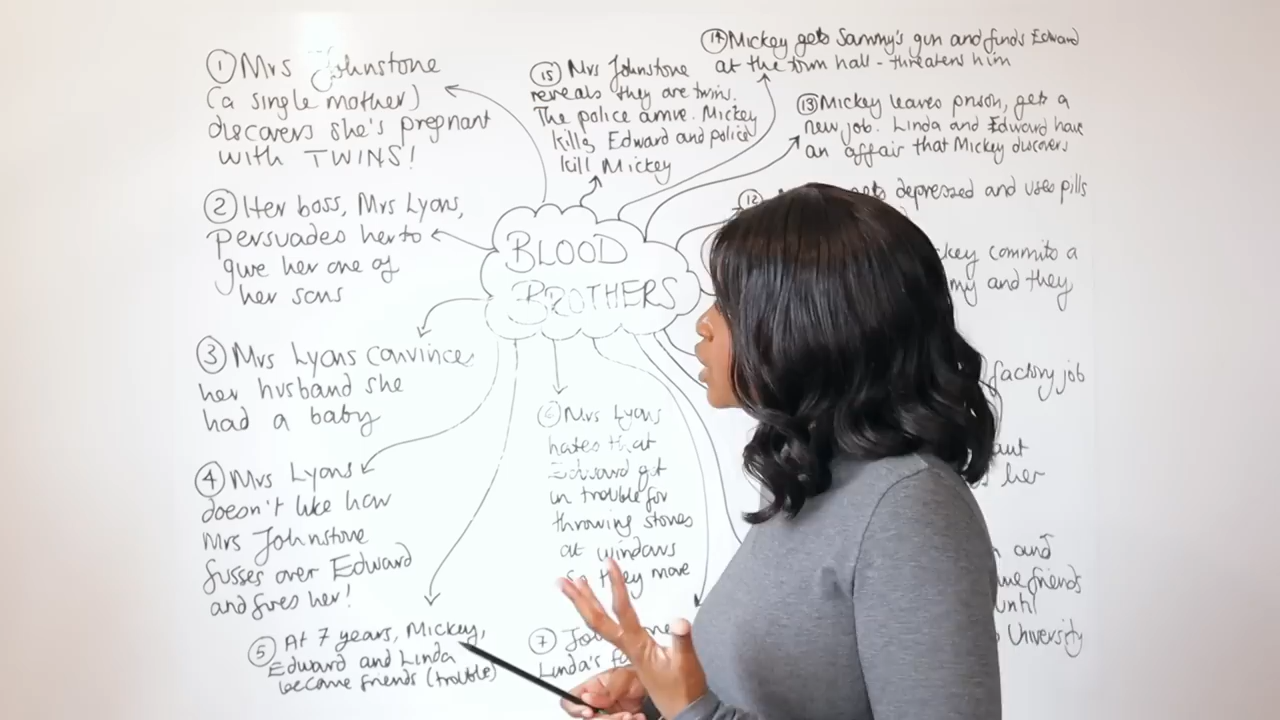 BLOOD
BROTHERS
① Mrs Johnstone
(a single mother)
discovers she's pregnant
with TWINS!
② Her boss, Mrs Lyons,
persuades her to
give her one of
her sons
③ Mrs Lyons convinces
her husband she
had a baby
④ Mrs Lyons
doesn't like how
Mrs Johnstone
fusses over Edward
and fires her!
⑤ At 7 years, Mickey,
Edward and Linda
become friends (trouble)
⑥ Mrs Lyons
hates that
Edward got
in trouble for
throwing stones
at windows
So they move
⑦
Linda's
and
friends
until
University
her
factory job
commits a
and they
⑫
depressed and uses pills
⑬ Mickey leaves prison, gets a
new job. Linda and Edward have
an affair that Mickey discovers
⑭ Mickey gets Sammy's gun and finds Edward
at the town hall - threatens him
⑮ Mrs Johnstone
reveals they are twins.
The police arrive. Mickey
kills Edward and police
kill Mickey